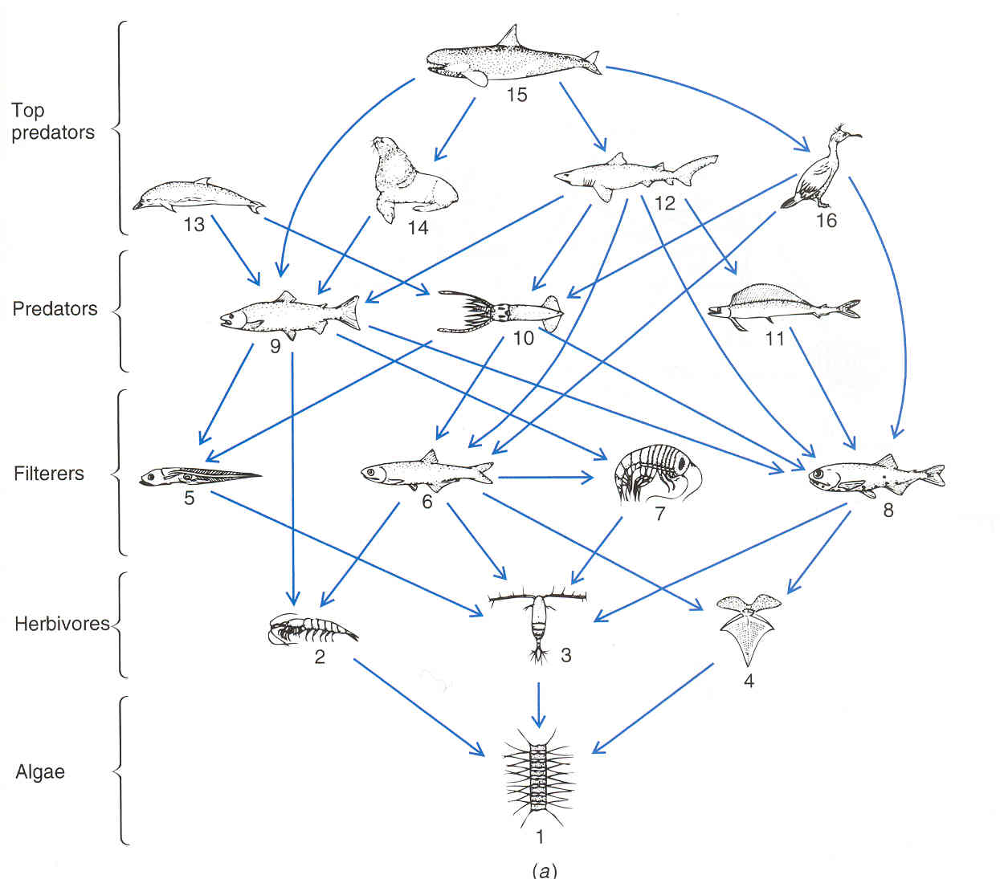 15
Top
predators
12
16
13
14
Predators
9
10
11
Filterers
5
6
7
8
Herbivores
2
3
4
Algae
1
(a)